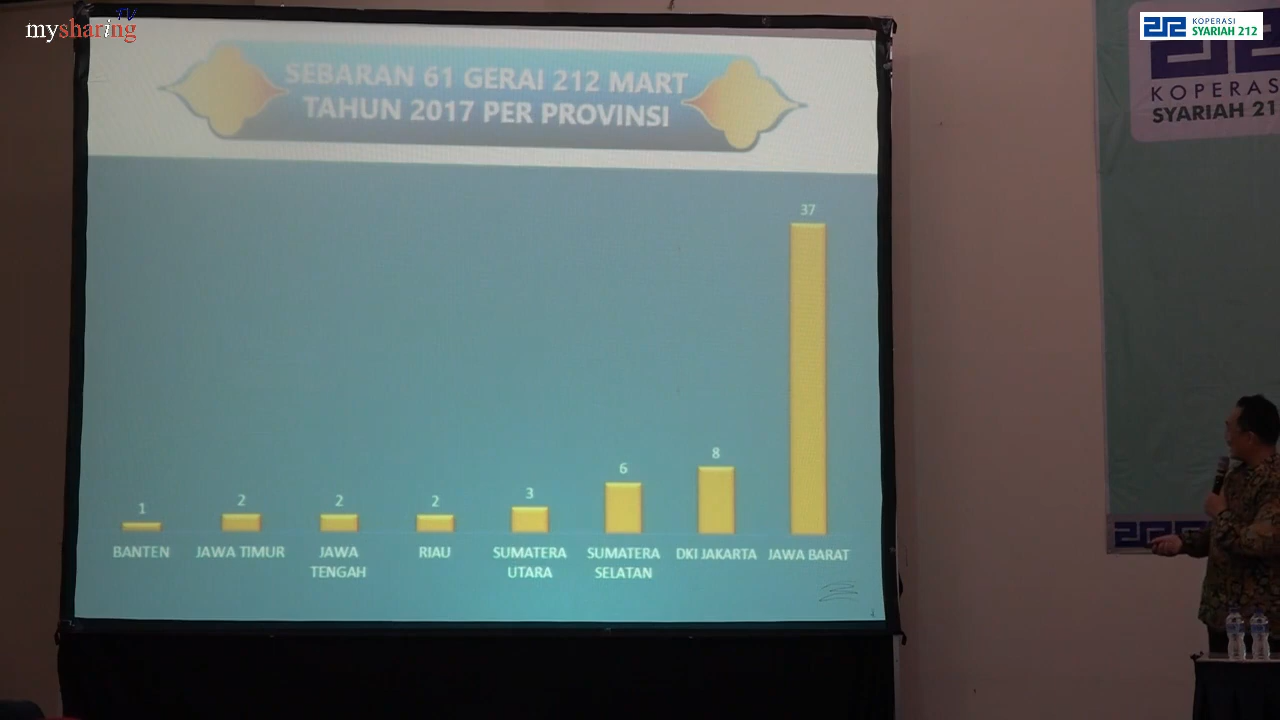 mysharing
TV
212 KOPERASI
SYARIAH 212
KOPERAS
SYARIAH 21
SEBARAN 61 GERAI 212 MART
TAHUN 2017 PER PROVINSI
1
2
2
2
3
6
8
37
BANTEN
JAWA TIMUR
JAWA
TENGAH
RIAU
SUMATERA
UTARA
SUMATERA
SELATAN
DKI JAKARTA
JAWA BARAT